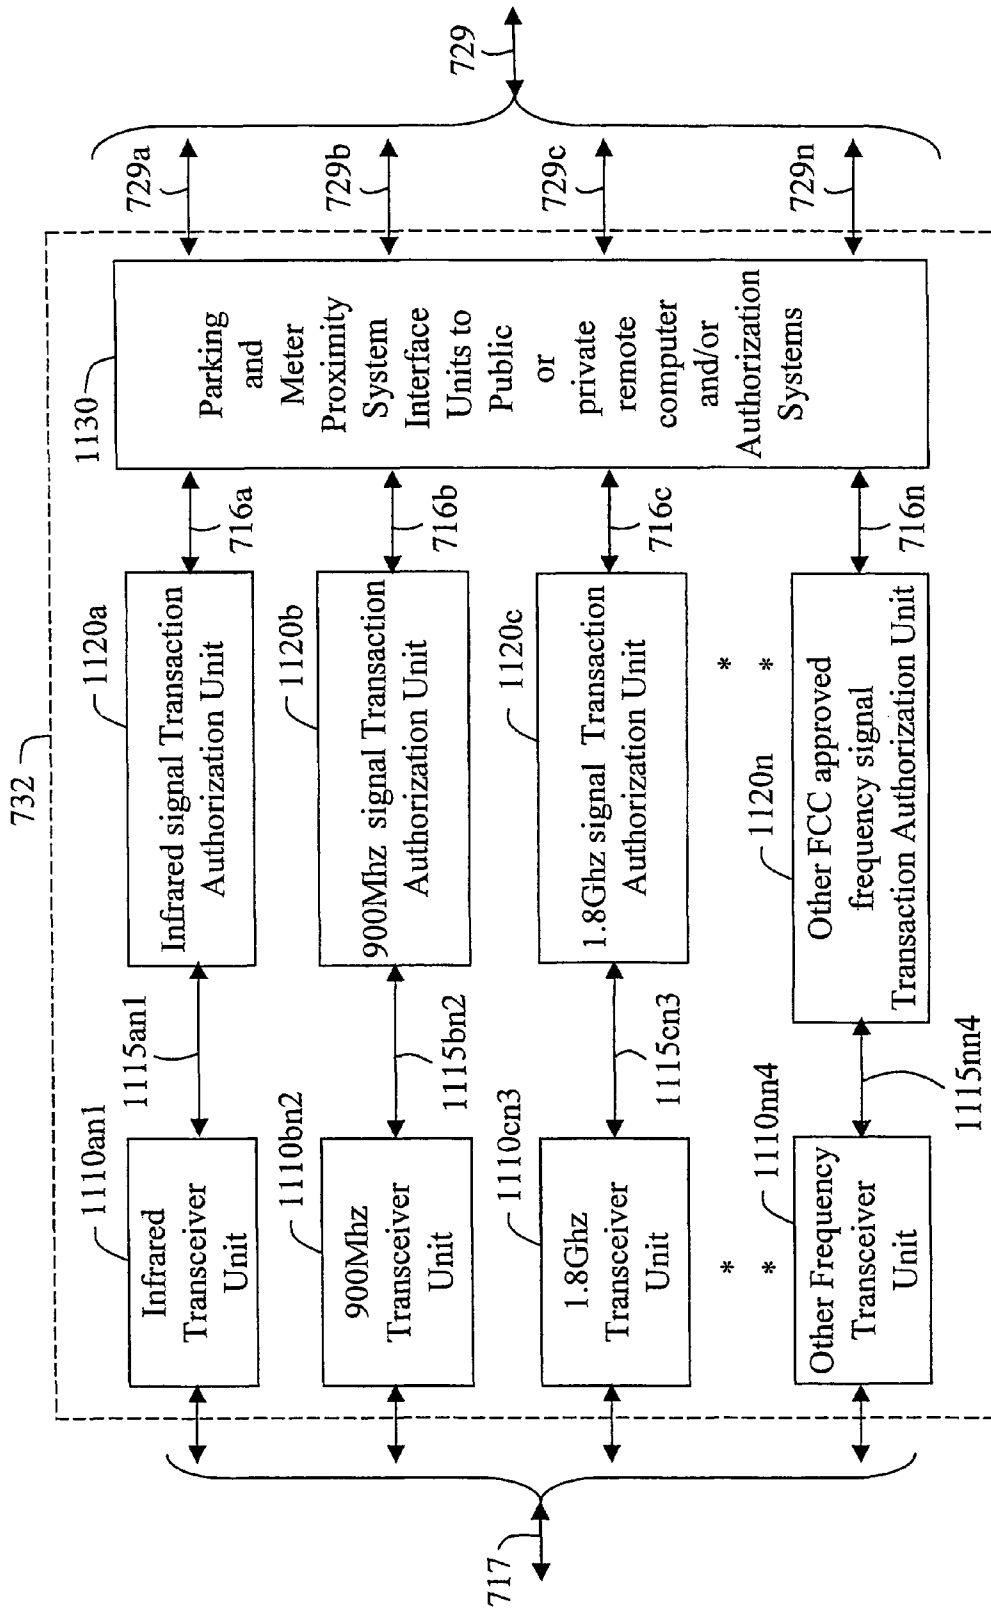 732
717
1110an1
Infrared
Transceiver
Unit
1115an1
1120a
Infrared signal Transaction
Authorization Unit
716a
729a
1110bn2
900Mhz
Transceiver
Unit
1115bn2
1120b
900Mhz signal Transaction
Authorization Unit
716b
729b
1110cn3
1.8Ghz
Transceiver
Unit
1115cn3
1120c
1.8Ghz signal Transaction
Authorization Unit
716c
729c
* *
* *
1110nn4
Other Frequency
Transceiver
Unit
1115nn4
1120n
Other FCC approved
frequency signal
Transaction Authorization Unit
716n
729n
1130
Parking
and
Meter
Proximity
System
Interface
Units to
Public
or
private
remote
computer
and/or
Authorization
Systems
729